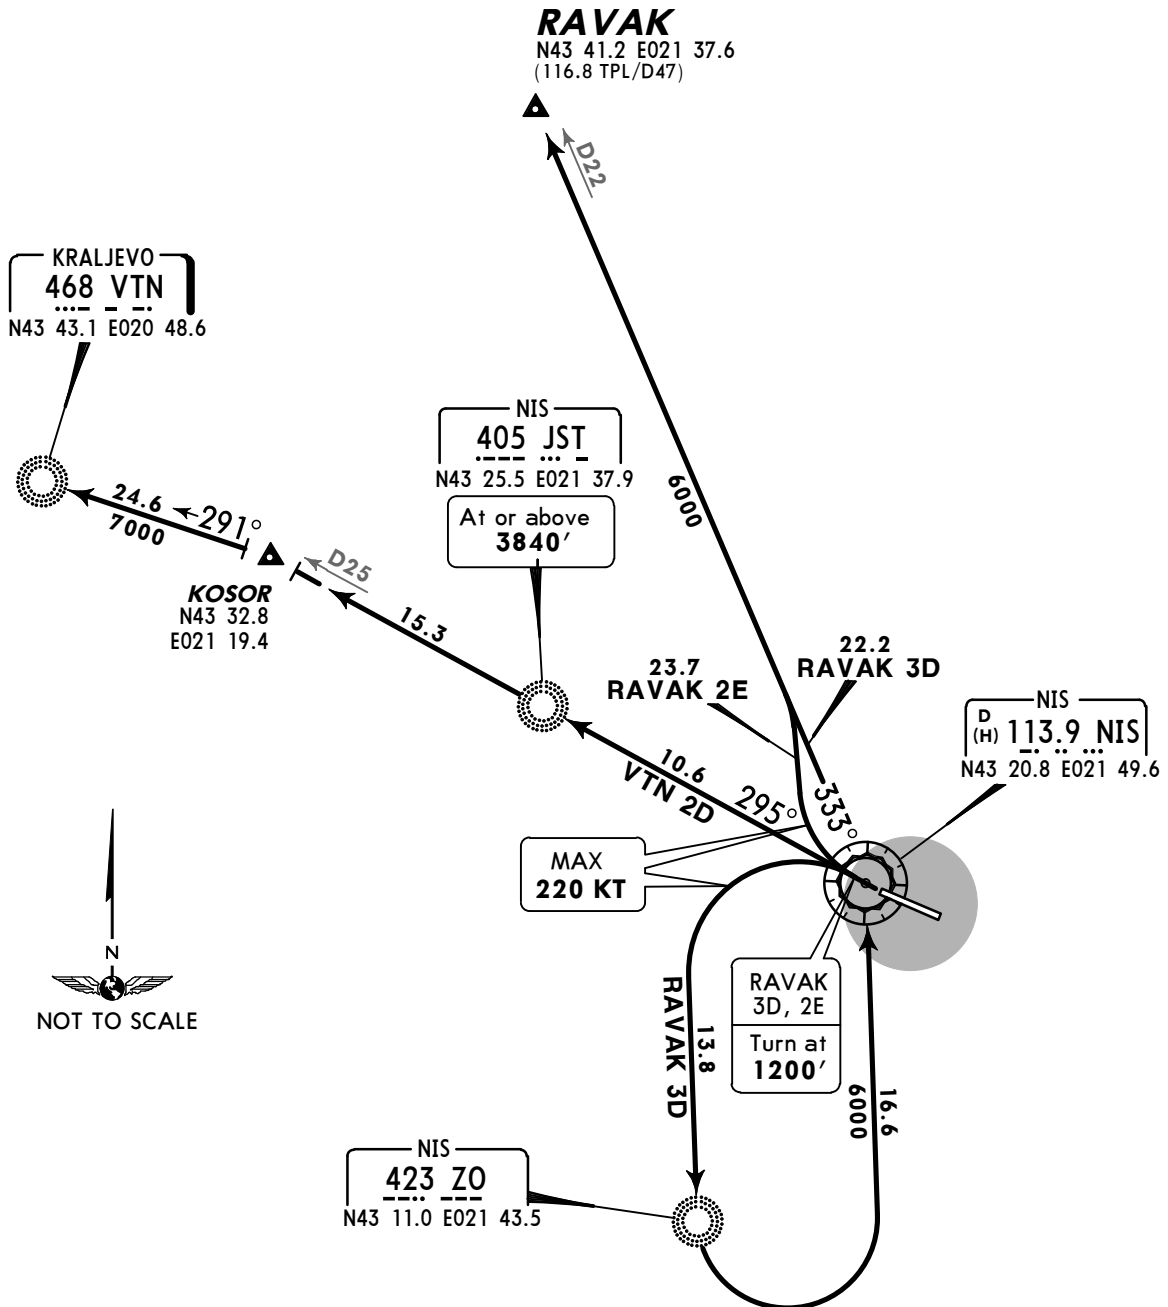 RAVAK
N43 41.2 E021 37.6
(116.8 TPL/D47)
D22
KRALJEVO
468 VTN
N43 43.1 E020 48.6
NIS
405 JST
N43 25.5 E021 37.9
At or above
3840'
6000
24.6
291°
7000
KOSOR
N43 32.8
E021 19.4
D25
15.3
22.2
RAVAK 3D
23.7
RAVAK 2E
NIS
D
(H) 113.9 NIS
N43 20.8 E021 49.6
10.6
VTN 2D
295°
333°
MAX
220 KT
N
NOT TO SCALE
RAVAK 3D
13.8
RAVAK
3D, 2E
Turn at
1200'
16.6
6000
NIS
423 ZO
N43 11.0 E021 43.5